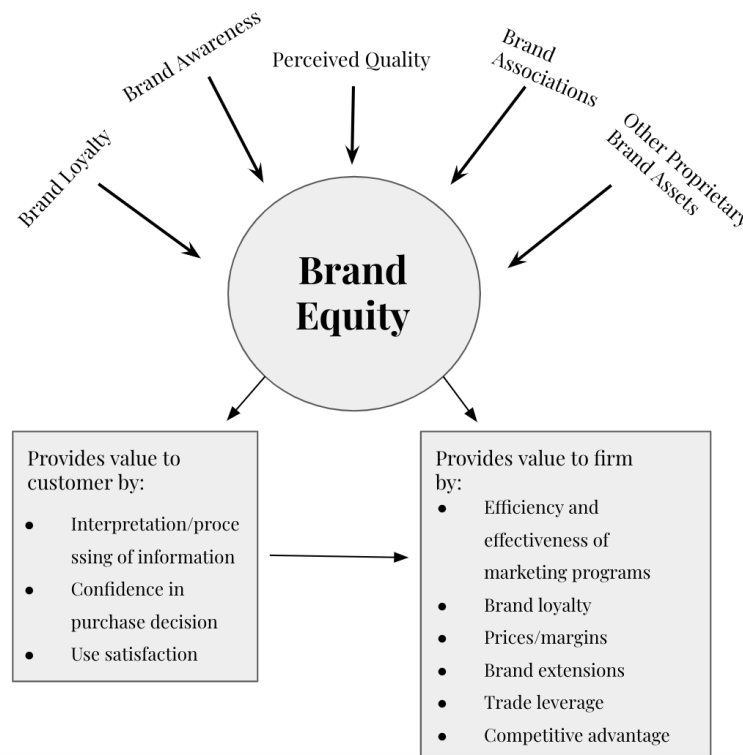 Brand Loyalty
Brand Awareness
Perceived Quality
Brand
Associations
Other Proprietary
Brand Assets
Brand
Equity
Provides value to
customer by:
● Interpretation/proce
ssing of information
● Confidence in
purchase decision
● Use satisfaction
Provides value to firm
by:
● Efficiency and
effectiveness of
marketing programs
● Brand loyalty
● Prices/margins
● Brand extensions
● Trade leverage
● Competitive advantage